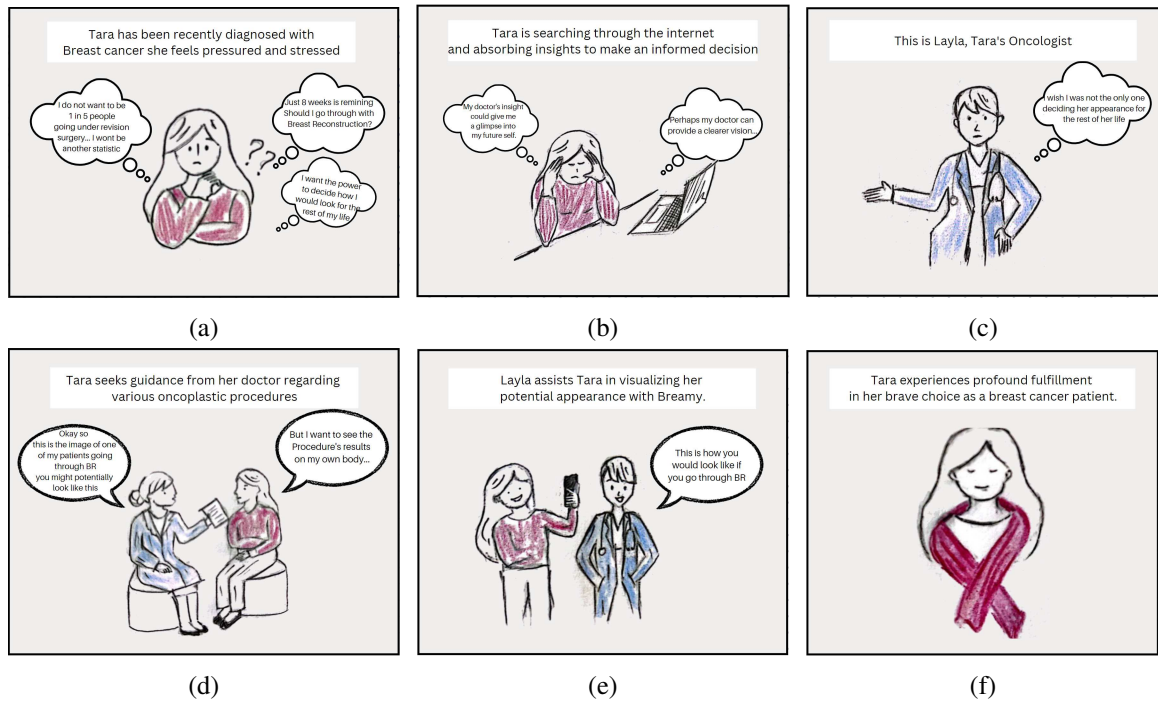 Tara has been recently diagnosed with
Breast cancer she feels pressured and stressed
I do not want to be
1 in 5 people
going under revision
surgery... I wont be
another statistic
Just 8 weeks is remining
Should I go through with
Breast Reconstruction?
I want the power
to decide how I
would look for the
rest of my life
(a)
Tara is searching through the internet
and absorbing insights to make an informed decision
My doctor's insight
could give me
a glimpse into
my future self.
Perhaps my doctor can
provide a clearer vision...
(b)
This is Layla, Tara's Oncologist
I wish I was not the only one
deciding her appearance for
the rest of her life
(c)
Tara seeks guidance from her doctor regarding
various oncoplastic procedures
Okay so
this is the image of one
of my patients going
through BR
you might potentially
look like this
But I want to see the
Procedure's results
on my own body...
(d)
Layla assists Tara in visualizing her
potential appearance with Breamy.
This is how you
would look like if
you go through BR
(e)
Tara experiences profound fulfillment
in her brave choice as a breast cancer patient.
(f)